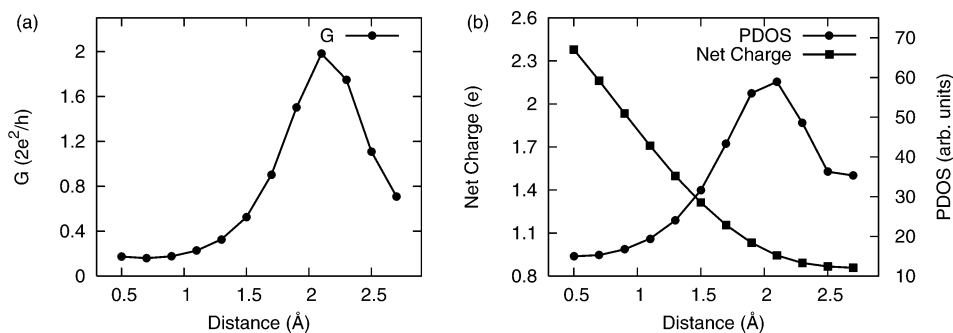 (a)
G
2
1.6
1.2
0.8
0.4
0
G (2e²/h)
0.5 1 1.5 2 2.5
Distance (Å)
(b)
PDOS
Net Charge
2.6
2.3
2
1.7
1.4
1.1
0.8
Net Charge (e)
70
60
50
40
30
20
10
PDOS (arb. units)
0.5 1 1.5 2 2.5
Distance (Å)